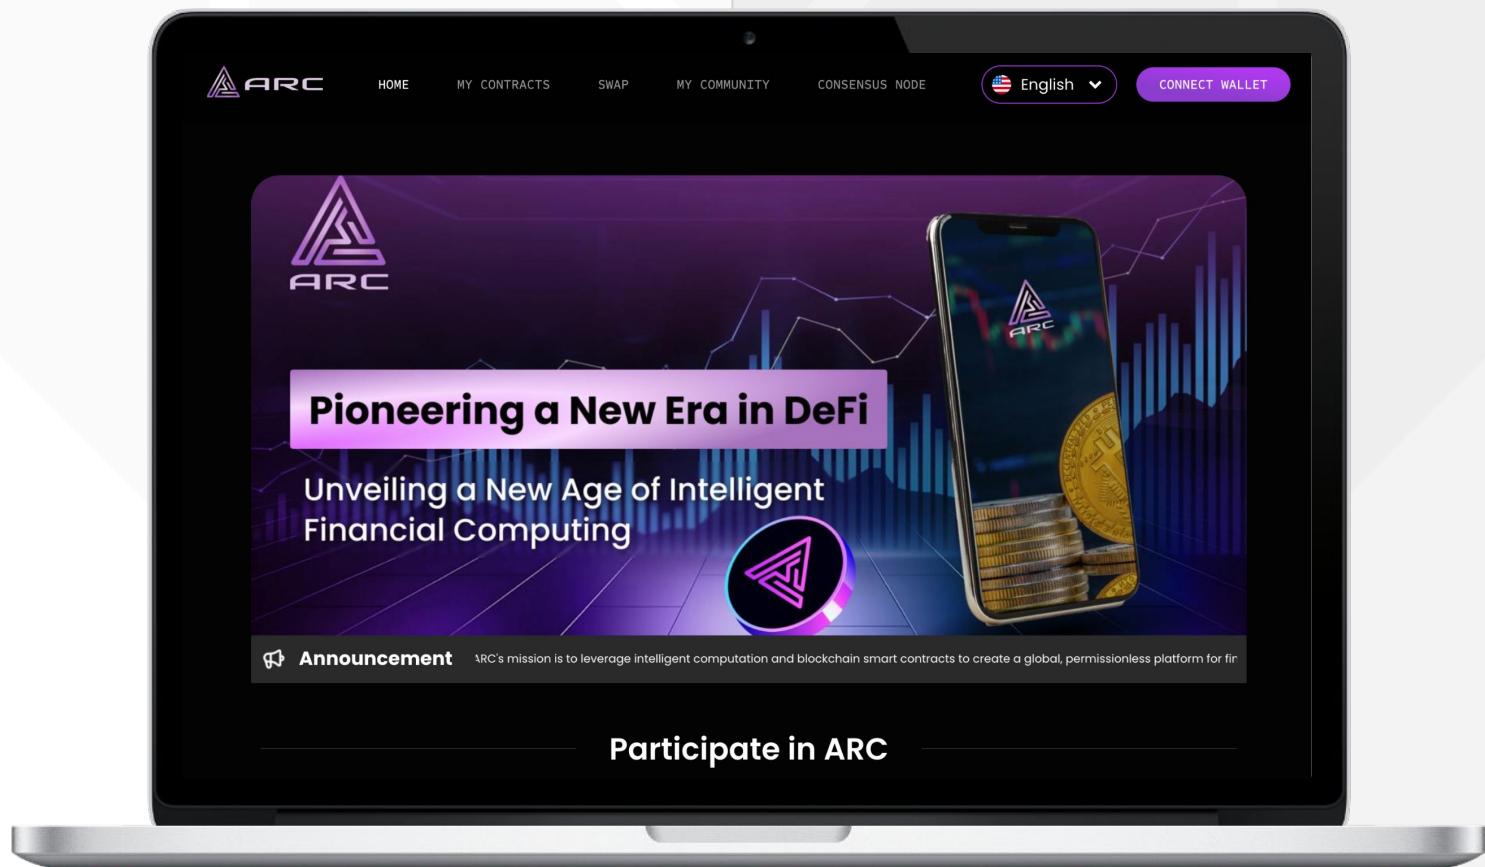 ARC
HOME
MY CONTRACTS
SWAP
MY COMMUNITY
CONSENSUS NODE
English
CONNECT WALLET
ARC
ARC
Pioneering a New Era in DeFi
Unveiling a New Age of Intelligent
Financial Computing
Announcement
ARC's mission is to leverage intelligent computation and blockchain smart contracts to create a global, permissionless platform for
Participate in ARC